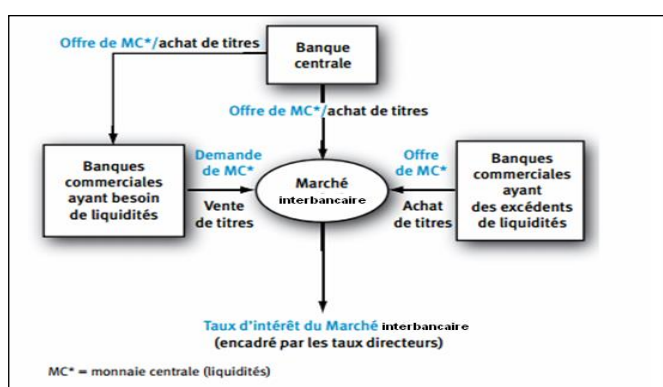 Offre de MC*/achat de titres
Banque
centrale
Offre de MC*/achat de titres
Banques
commerciales
ayant besoin
de liquidités
Demande
de MC*
Vente
de titres
Marché
interbancaire
Offre
de MC*
Achat
de titres
Banques
commerciales
ayant
des excédents
de liquidités
Taux d'intérêt du Marché interbancaire
(encadré par les taux directeurs)
MC* = monnaie centrale (liquidités)